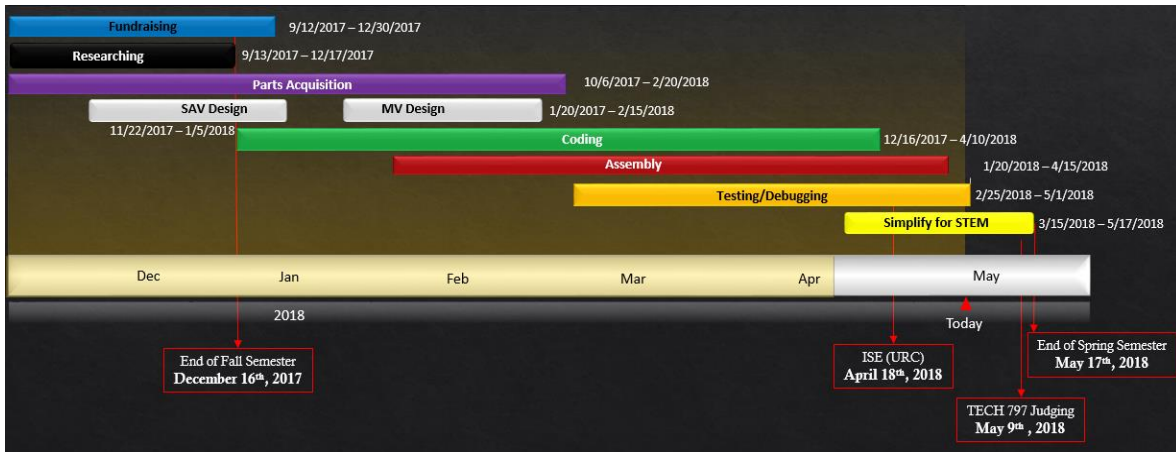 Fundraising 9/12/2017 – 12/30/2017
Researching 9/13/2017 – 12/17/2017
Parts Acquisition 10/6/2017 – 2/20/2018
SAV Design MV Design 1/20/2017 – 2/15/2018
11/22/2017 – 1/5/2018
Coding 12/16/2017 – 4/10/2018
Assembly 1/20/2018 – 4/15/2018
Testing/Debugging 2/25/2018 – 5/1/2018
Simplify for STEM 3/15/2018 – 5/17/2018
Dec Jan Feb Mar Apr May
2018
Today
End of Fall Semester
December 16th, 2017
ISE (URC)
April 18th, 2018
End of Spring Semester
May 17th, 2018
TECH 797 Judging
May 9th , 2018